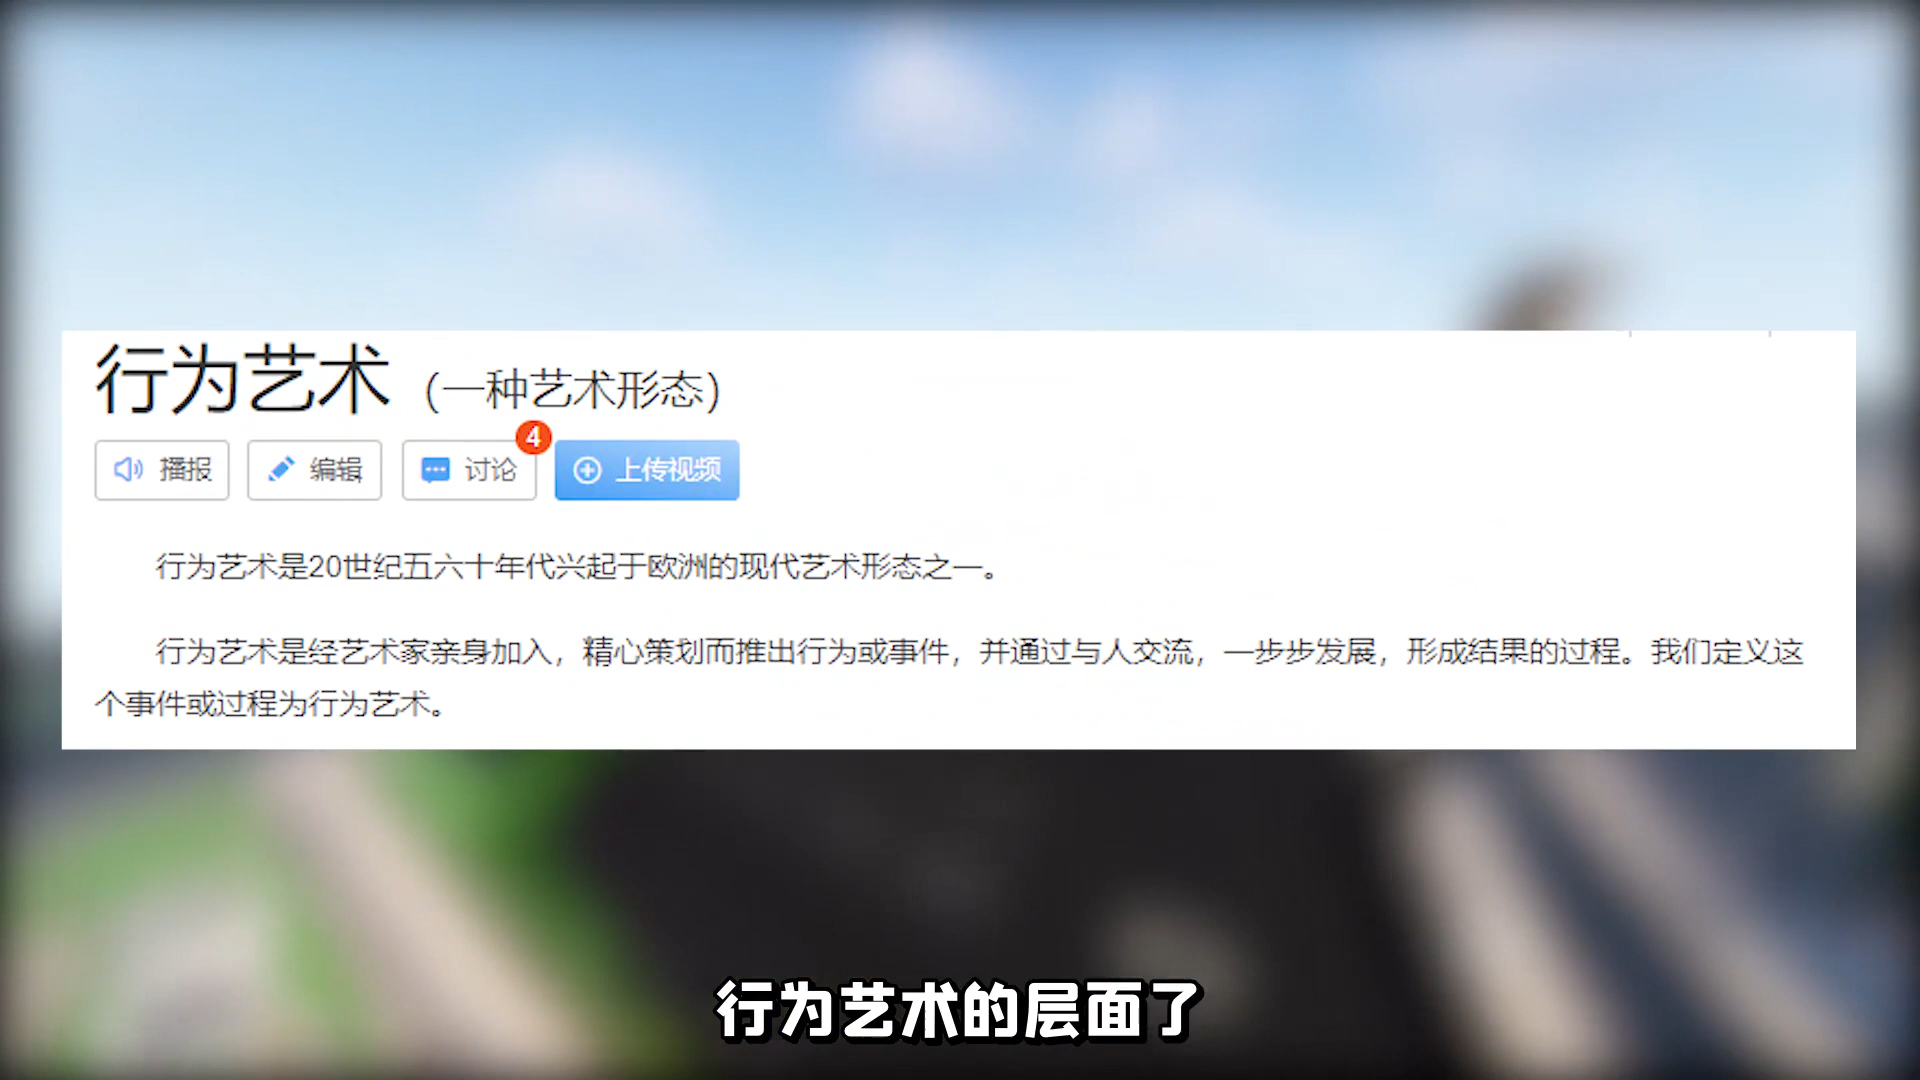 行为艺术 (一种艺术形态)
播报 编辑 讨论 4 上传视频
行为艺术是20世纪五六十年代兴起于欧洲的现代艺术形态之一。
行为艺术是经艺术家亲身加入，精心策划而推出行为或事件，并通过与人交流，一步步发展，形成结果的过程。我们定义这
个事件或过程为行为艺术。
行为艺术的层面了